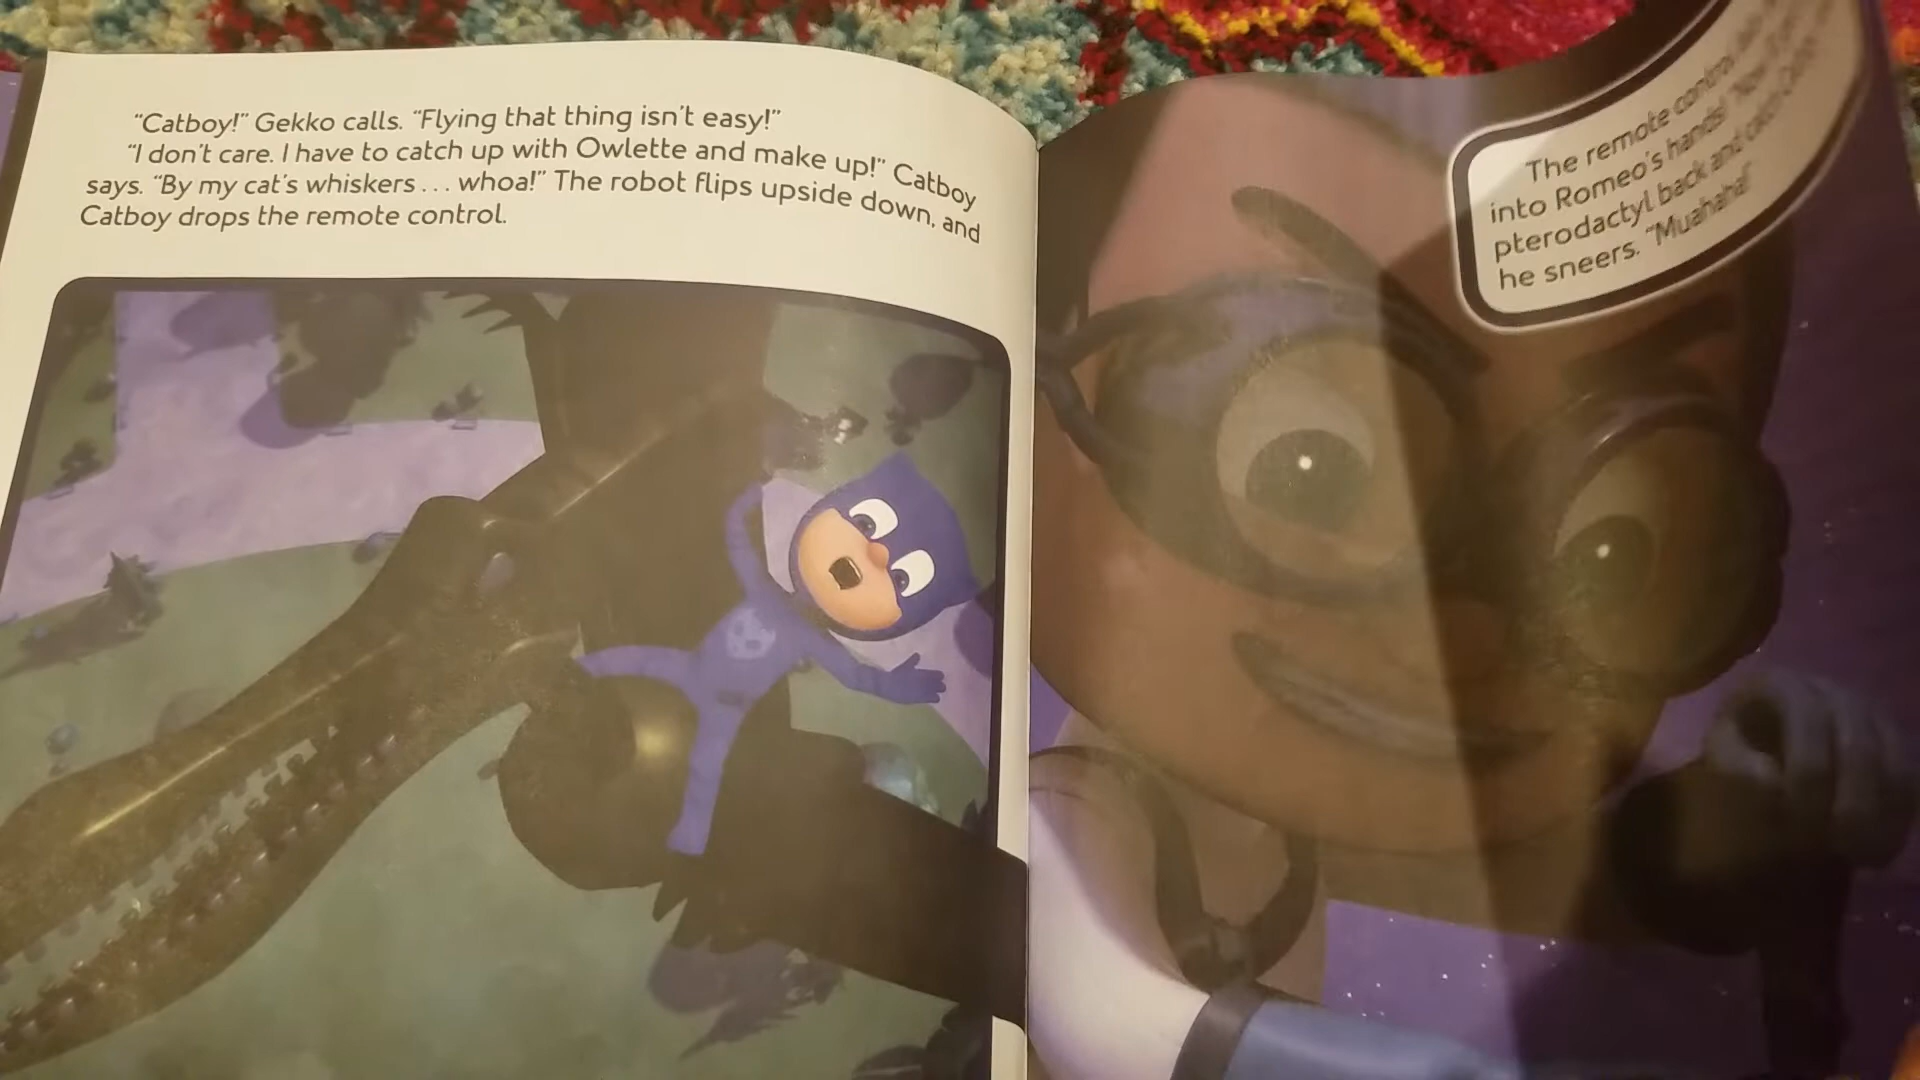 “Catboy!” Gekko calls. “Flying that thing isn’t easy!”
“I don’t care. I have to catch up with Owlette and make up!” Catboy
says. “By my cat’s whiskers . . . whoa!” The robot flips upside down, and
Catboy drops the remote control.
The remote control
into Romeo’s hands! “Now
pterodactyl back and catch
he sneers. “Muahaha!”